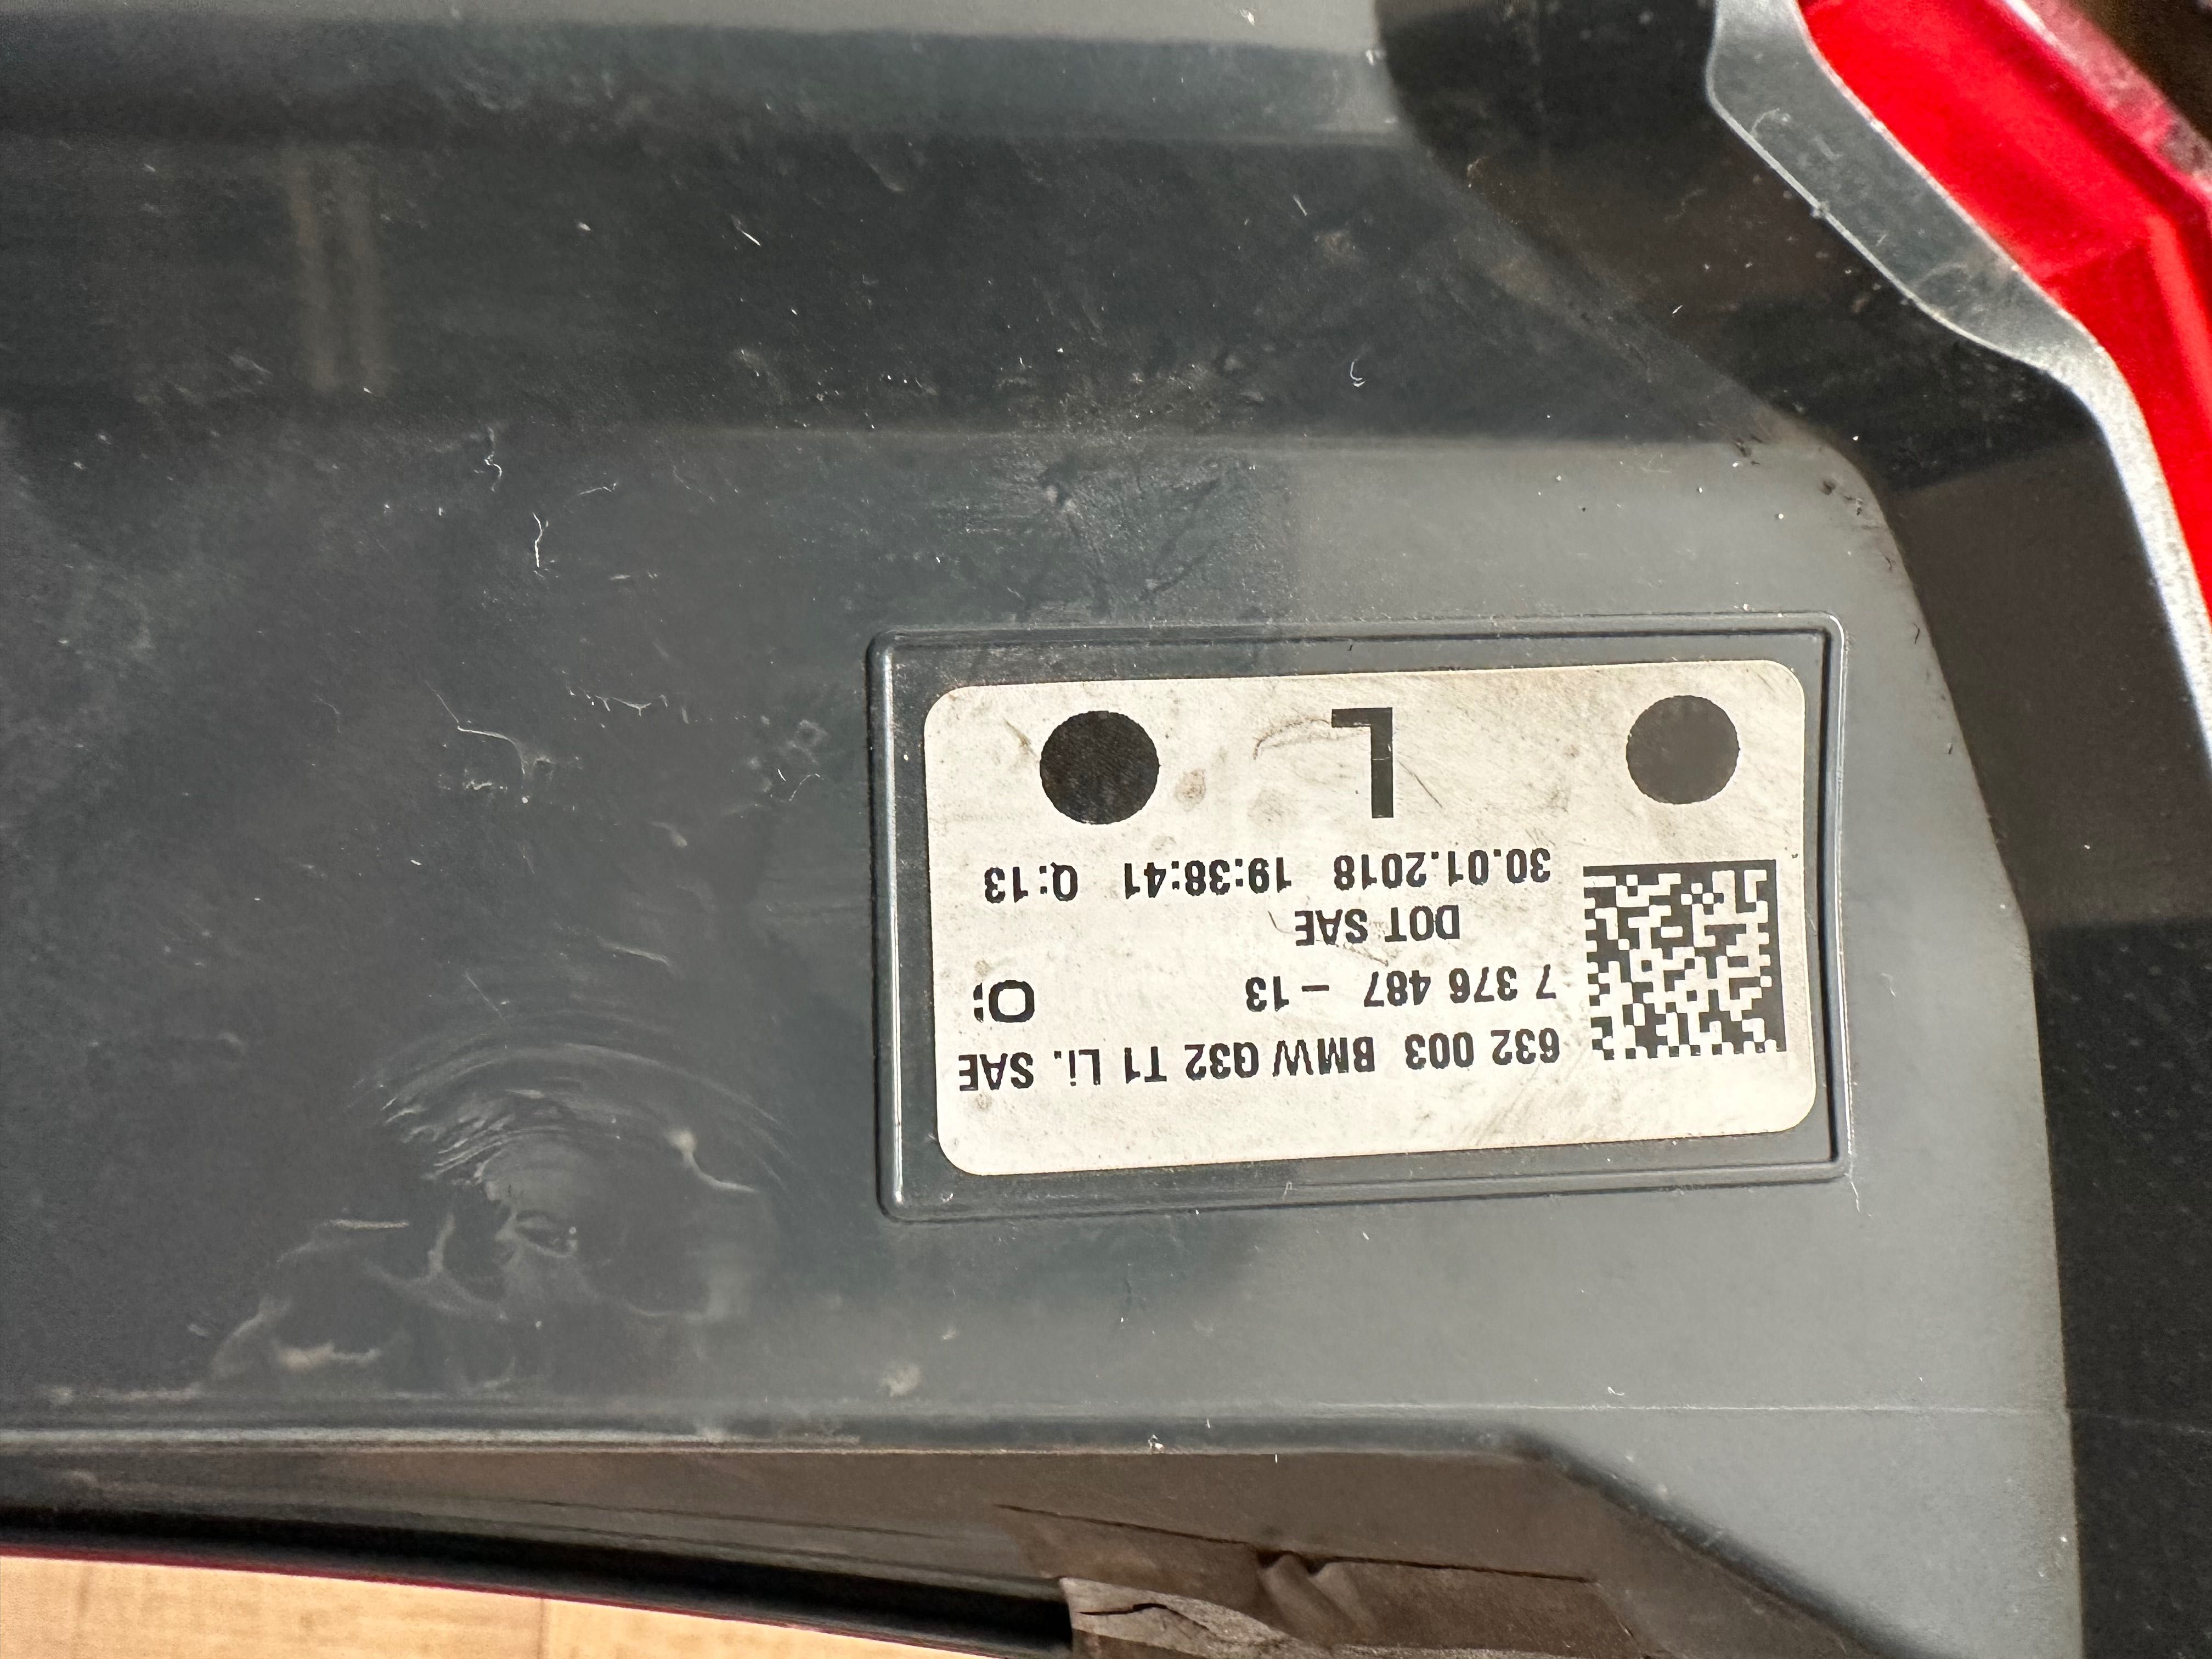 632 003 BMW G32 T1 Li. SAE
7 376 487 – 13
DOT SAE
30.01.2018 19:38:41 Q:13
L